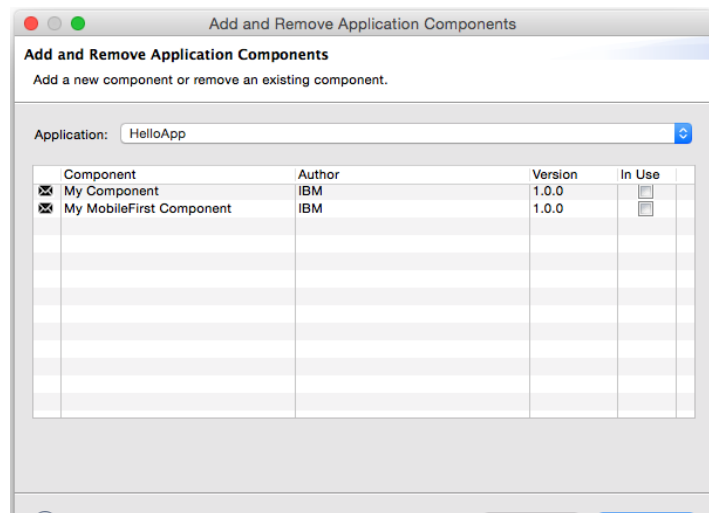 Add and Remove Application Components
Add and Remove Application Components
Add a new component or remove an existing component.
Application: HelloApp
Component Author Version In Use
My Component IBM 1.0.0
My MobileFirst Component IBM 1.0.0